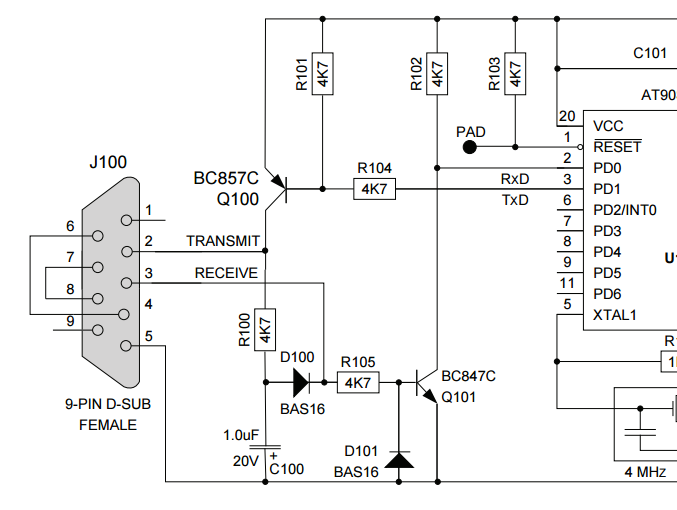 C101
R101
4K7
R102
4K7
R103
4K7
AT90
20
VCC
PAD
1
RESET
J100
BC857C
Q100
R104
4K7
2
PD0
RxD
3
PD1
TxD
6
PD2/INT0
1
7
PD3
6
2
TRANSMIT
8
PD4
U1
7
3
RECEIVE
9
PD5
8
4
11
PD6
9
5
5
XTAL1
R100
4K7
D100
BAS16
R105
4K7
BC847C
Q101
9-PIN D-SUB
FEMALE
1.0uF
20V
+
C100
D101
BAS16
4 MHz